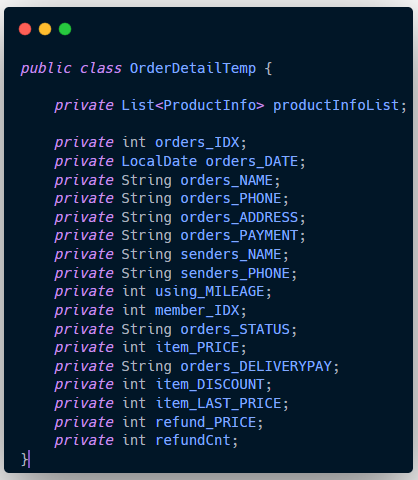 public class OrderDetailTemp {
private List<ProductInfo> productInfoList;
private int orders_IDX;
private LocalDate orders_DATE;
private String orders_NAME;
private String orders_PHONE;
private String orders_ADDRESS;
private String orders_PAYMENT;
private String senders_NAME;
private String senders_PHONE;
private int using_MILEAGE;
private int member_IDX;
private String orders_STATUS;
private int item_PRICE;
private String orders_DELIVERYPAY;
private int item_DISCOUNT;
private int item_LAST_PRICE;
private int refund_PRICE;
private int refundCnt;
}